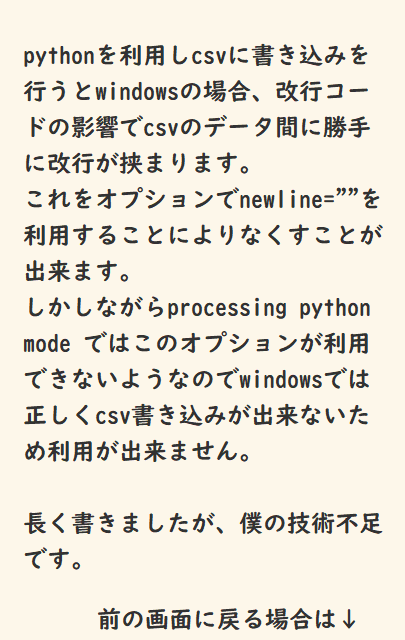 pythonを利用しcsvに書き込みを
行うとwindowsの場合、改行コー
ドの影響でcsvのデータ間に勝手
に改行が挟まります。
これをオプションでnewline=””を
利用することによりなくすことが
出来ます。
しかしながらprocessing python
mode ではこのオプションが利用
できないようなのでwindowsでは
正しくcsv書き込みが出来ないた
め利用が出来ません。
長く書きましたが、僕の技術不足
です。
前の画面に戻る場合は↓